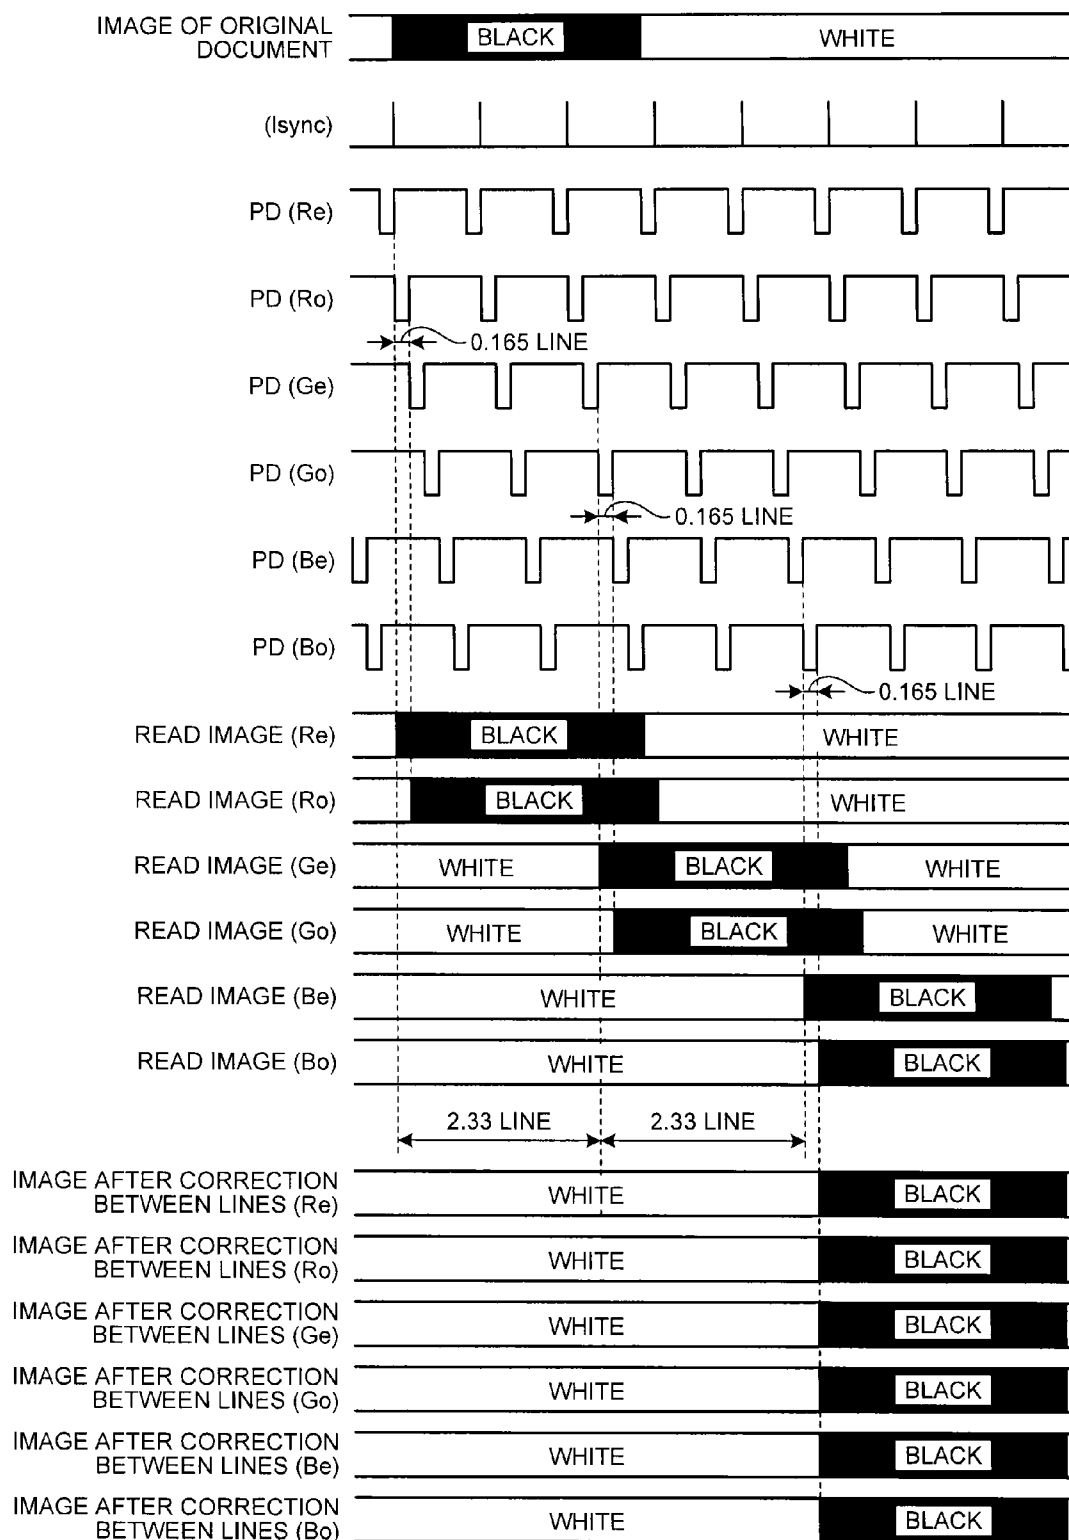 IMAGE OF ORIGINAL
DOCUMENT
BLACK
WHITE
(lsync)
PD (Re)
PD (Ro)
0.165 LINE
PD (Ge)
PD (Go)
0.165 LINE
PD (Be)
PD (Bo)
0.165 LINE
READ IMAGE (Re)
BLACK
WHITE
READ IMAGE (Ro)
BLACK
WHITE
READ IMAGE (Ge)
WHITE
BLACK
WHITE
READ IMAGE (Go)
WHITE
BLACK
WHITE
READ IMAGE (Be)
WHITE
BLACK
READ IMAGE (Bo)
WHITE
BLACK
2.33 LINE
2.33 LINE
IMAGE AFTER CORRECTION
BETWEEN LINES (Re)
WHITE
BLACK
IMAGE AFTER CORRECTION
BETWEEN LINES (Ro)
WHITE
BLACK
IMAGE AFTER CORRECTION
BETWEEN LINES (Ge)
WHITE
BLACK
IMAGE AFTER CORRECTION
BETWEEN LINES (Go)
WHITE
BLACK
IMAGE AFTER CORRECTION
BETWEEN LINES (Be)
WHITE
BLACK
IMAGE AFTER CORRECTION
BETWEEN LINES (Bo)
WHITE
BLACK